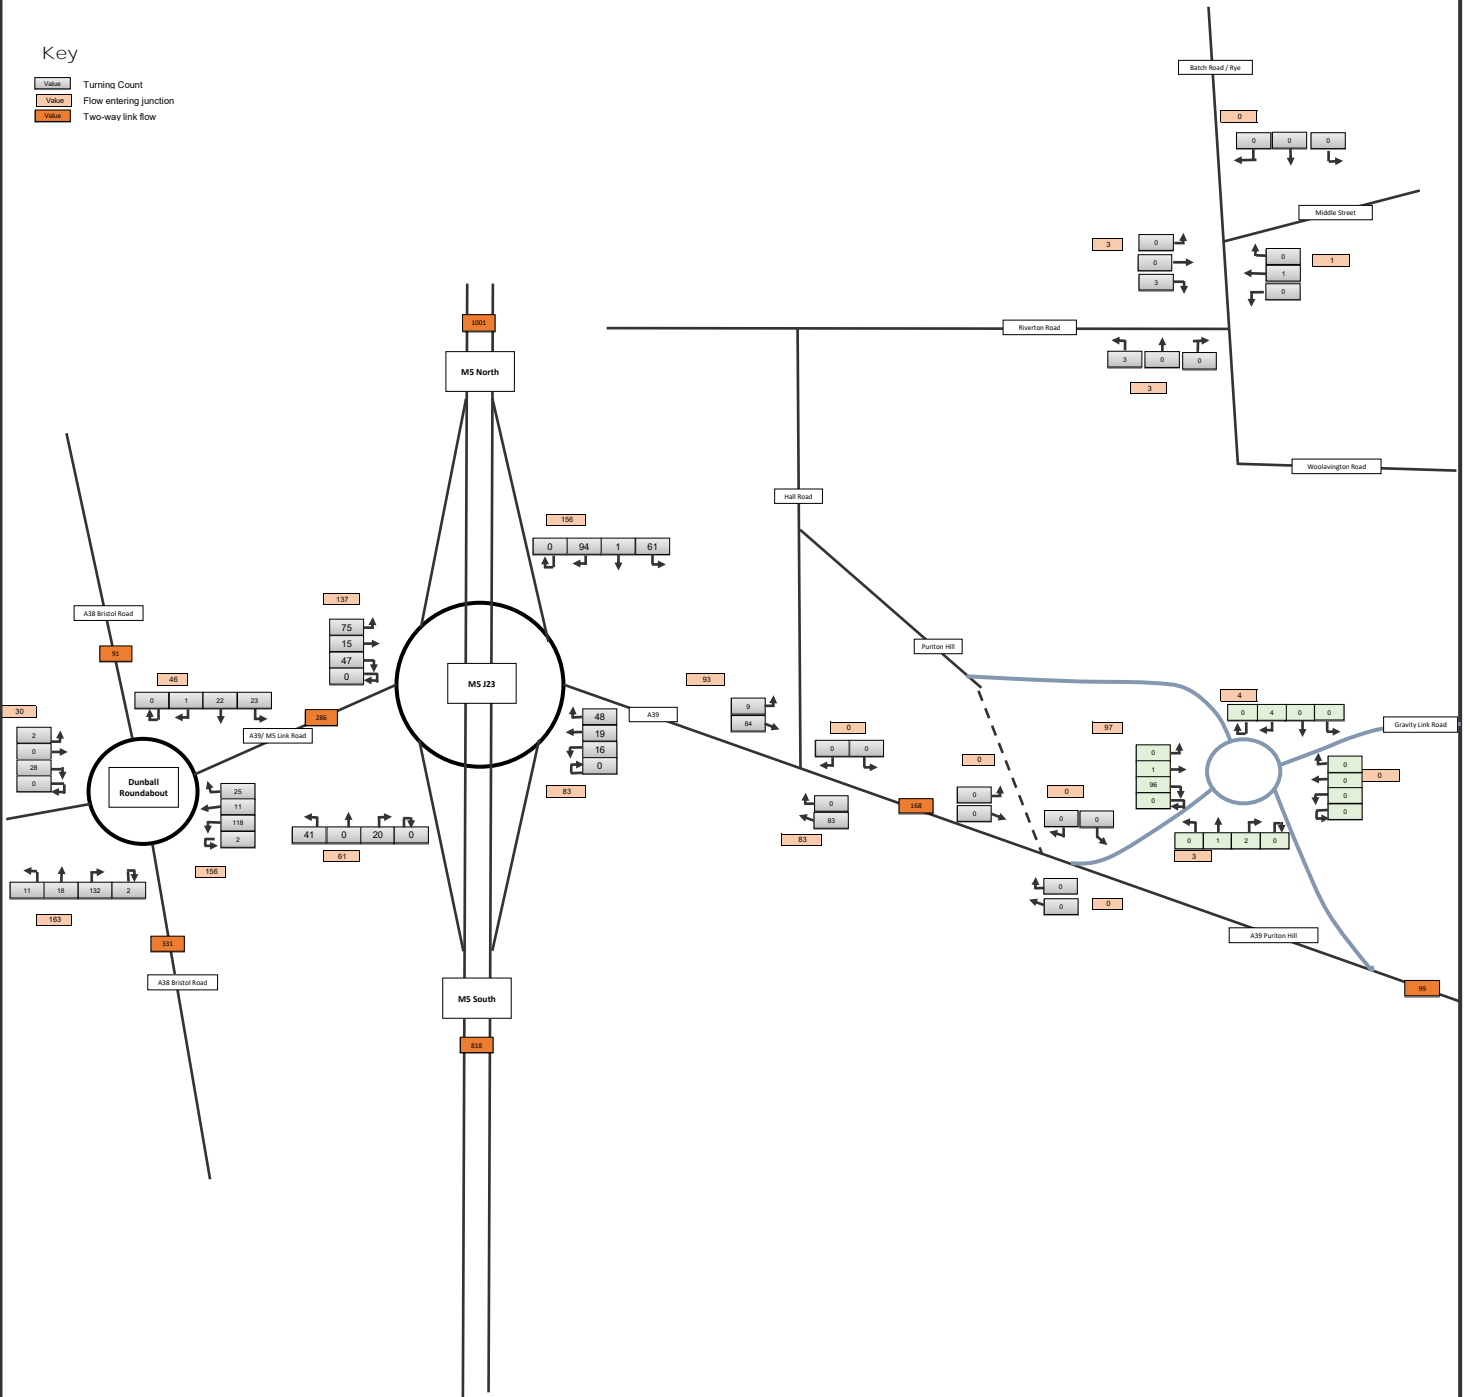 Key
Value Turning Count
Value Flow entering junction
Value Two-way link flow
Batch Road / Rye
0
0 0 0
Middle Street
3
0
0
3
0
1
0
1
1001
Riverton Road
M5 North
3 0 0
3
Woolavington Road
Hall Road
156
0 94 1 61
137
75
15
47
0
A38 Bristol Road
91
Puriton Hill
M5 J23
46
0 1 22 23
30
2
0
28
0
286
A39/ M5 Link Road
93
9
84
A39
48
19
16
0
83
0
0 0
4
0 4 0 0
Gravity Link Road
97
0
1
96
0
0
0
0
0
0
Dunball
Roundabout
25
11
118
2
156
41 0 20 0
61
0
83
83
168
0
0
0
0
0 0
0 1 2 0
3
11 18 132 2
163
0
0
0
331
A38 Bristol Road
A39 Puriton Hill
99
M5 South
818